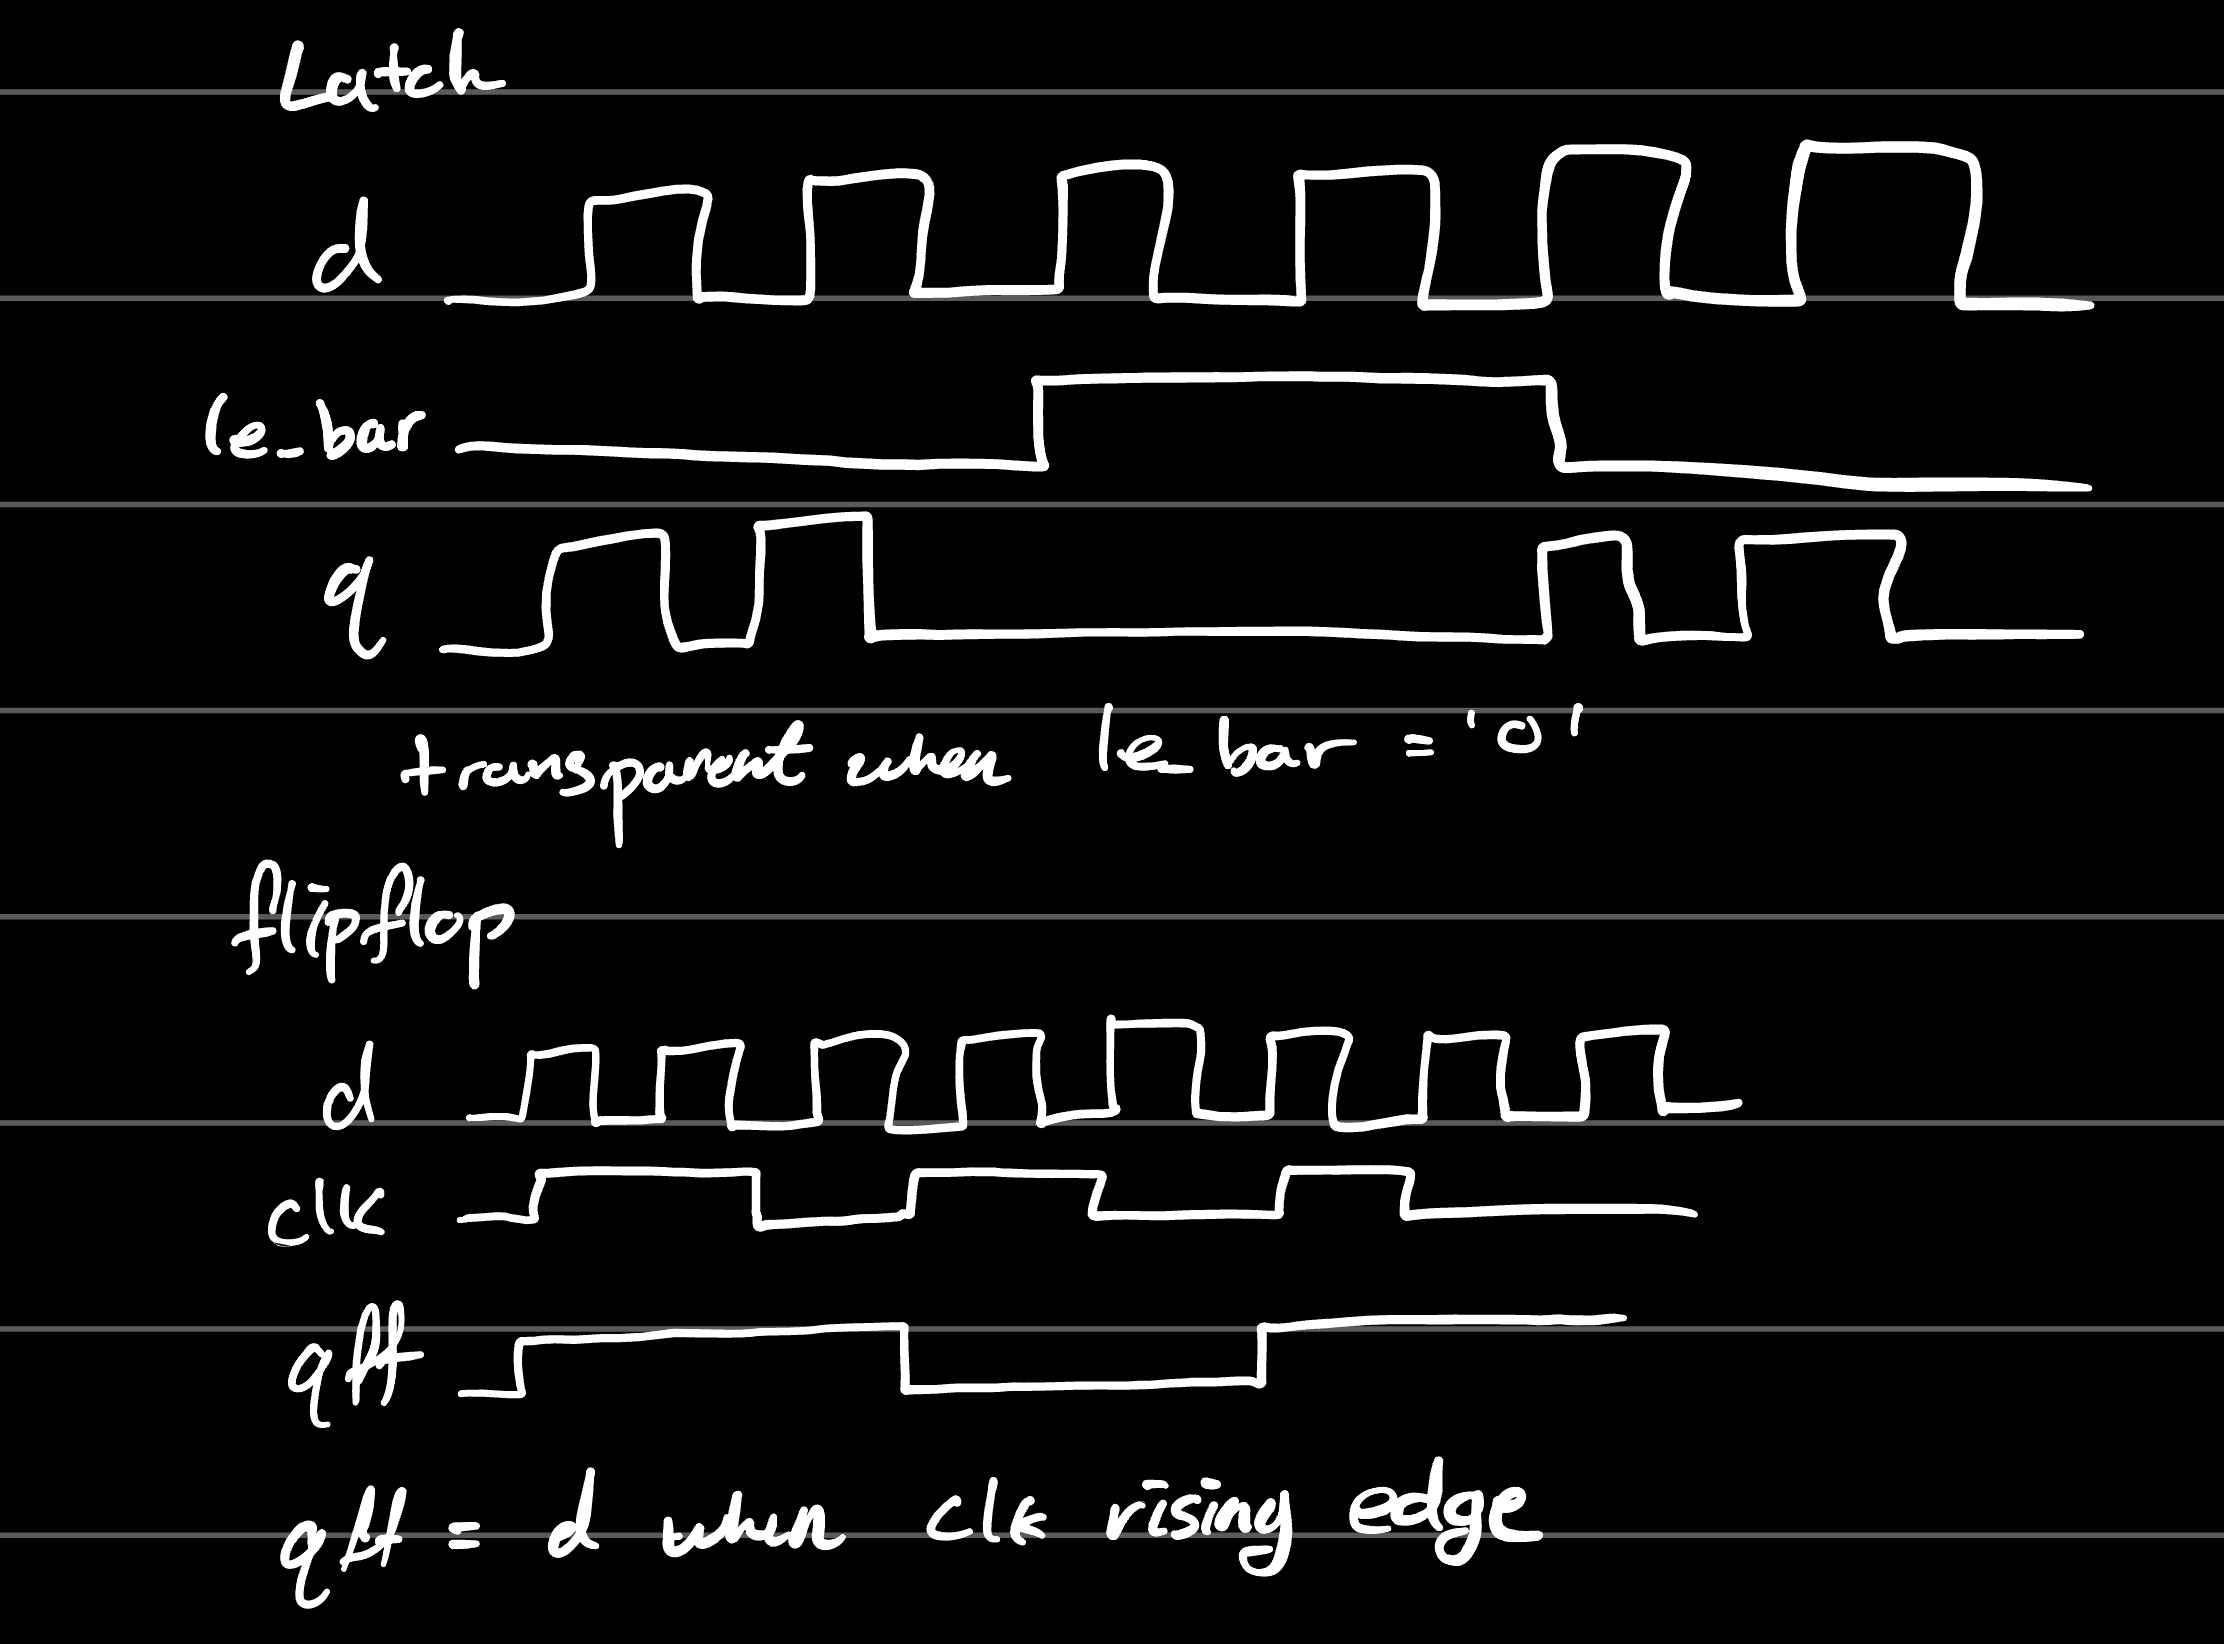 Latch
d
le_bar
q
transparent when le_bar = '0'
flipflop
d
clk
qff
qff = d when clk rising edge